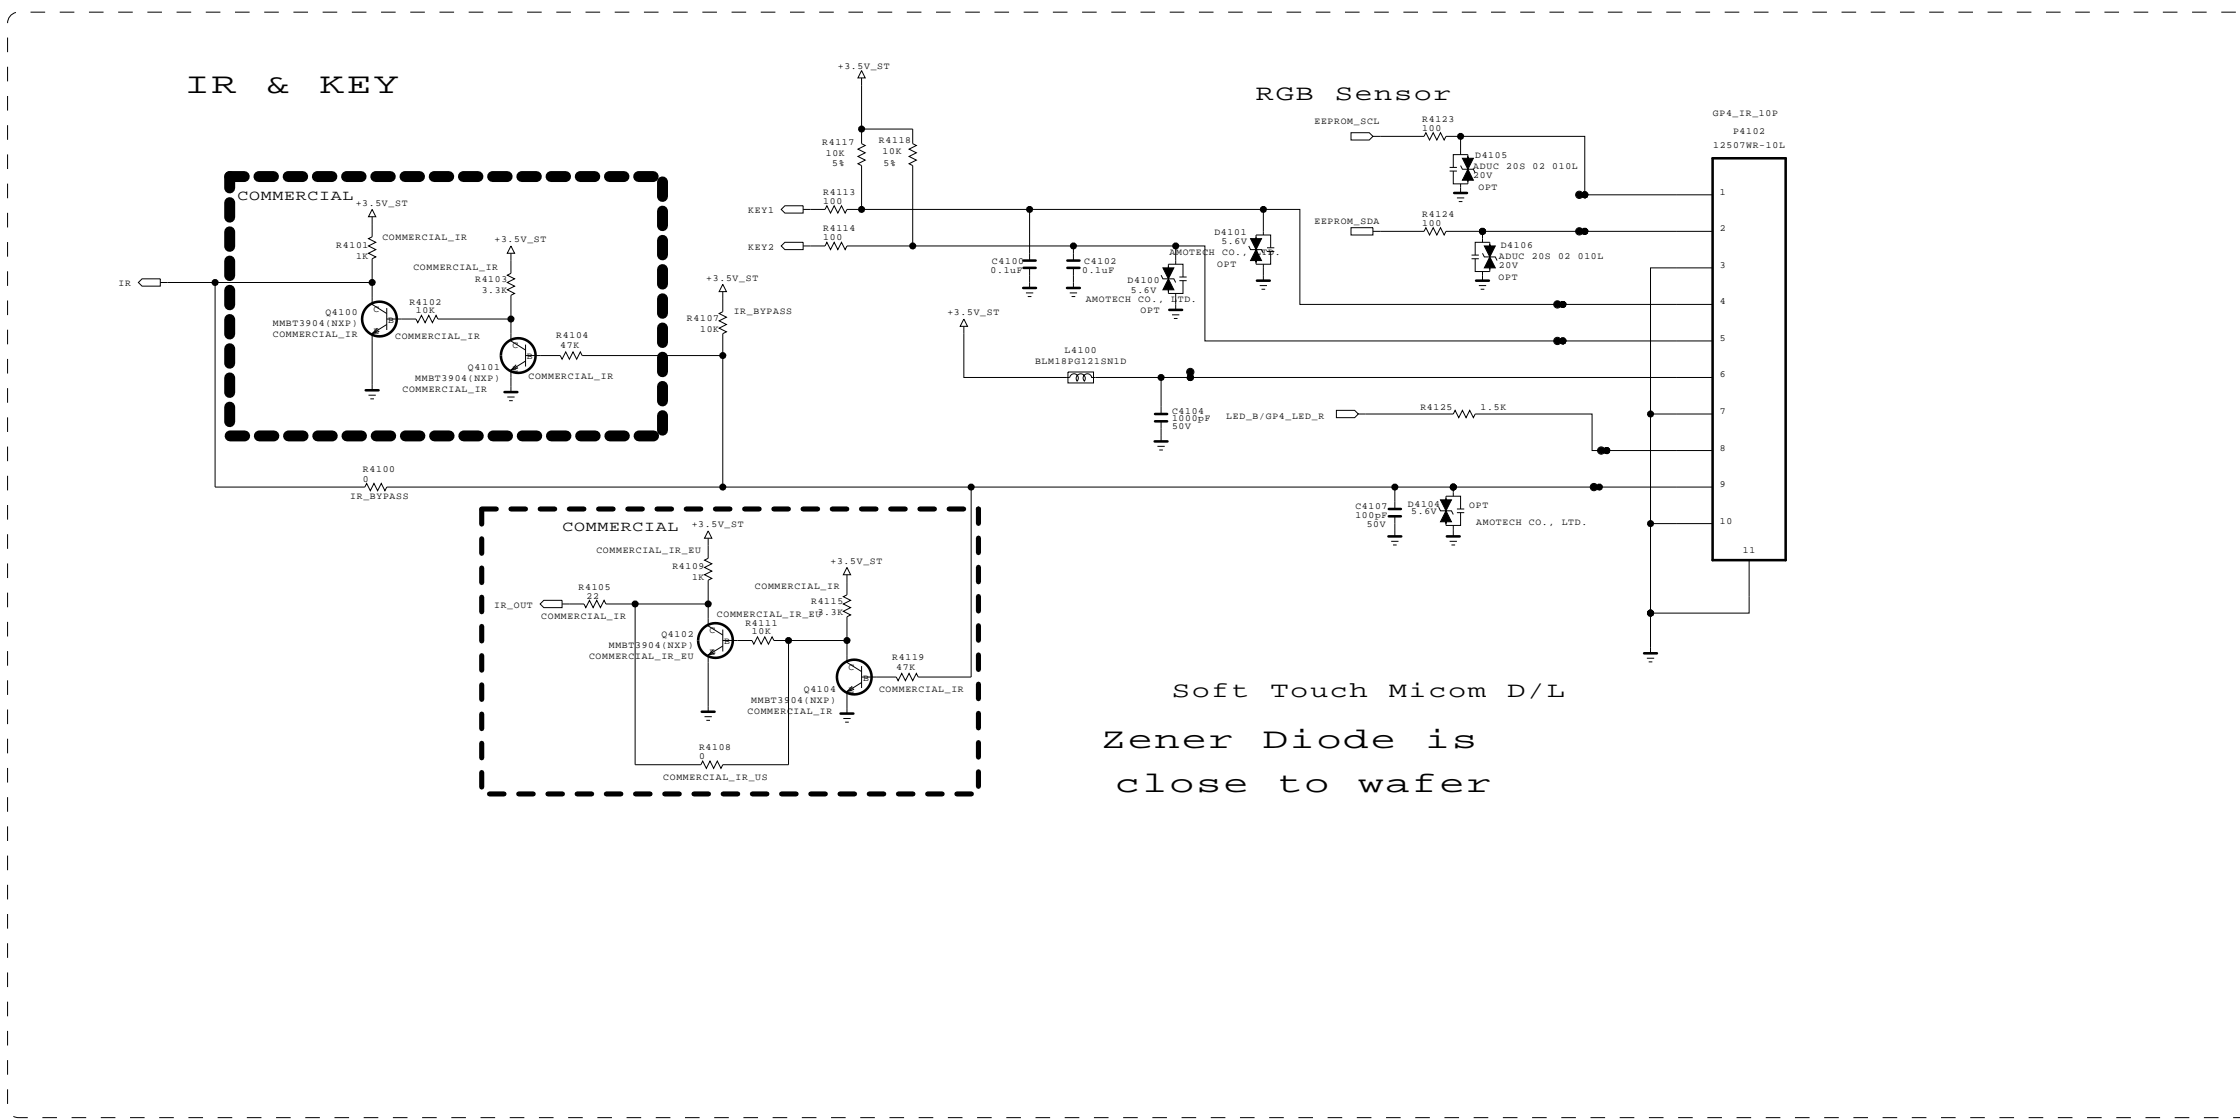 IR & KEY
+3.5V_ST
RGB Sensor
GP4_IR_10P
P4102
12507WR-10L
EEPROM_SCL
R4123
100
D4105
ADUC 20S 02 010L
20V
OPT
R4117
10K
5%
R4118
10K
5%
COMMERCIAL
+3.5V_ST
R4101
1K
COMMERCIAL_IR
+3.5V_ST
COMMERCIAL_IR
R4103
3.3K
IR
Q4100
MMBT3904(NXP)
COMMERCIAL_IR
R4102
10K
COMMERCIAL_IR
C
B
E
R4104
47K
COMMERCIAL_IR
Q4101
MMBT3904(NXP)
COMMERCIAL_IR
C
B
E
+3.5V_ST
IR_BYPASS
R4107
10K
KEY1
R4113
100
KEY2
R4114
100
C4100
0.1uF
C4102
0.1uF
D4100
5.6V
AMOTECH CO., LTD.
OPT
D4101
5.6V
AMOTECH CO., LTD.
OPT
EEPROM_SDA
R4124
100
D4106
ADUC 20S 02 010L
20V
OPT
1
2
3
4
5
6
7
8
9
10
11
+3.5V_ST
L4100
BLM18PG121SN1D
C4104
1000pF
50V
LED_B/GP4_LED_R
R4125
1.5K
R4100
0
IR_BYPASS
C4107
100pF
50V
D4104
5.6V
OPT
AMOTECH CO., LTD.
COMMERCIAL
+3.5V_ST
COMMERCIAL_IR_EU
R4109
1K
+3.5V_ST
COMMERCIAL_IR
R4115
3.3K
IR_OUT
R4105
22
COMMERCIAL_IR
COMMERCIAL_IR_EU
R4111
10K
Q4102
MMBT3904(NXP)
COMMERCIAL_IR_EU
C
B
E
R4119
47K
COMMERCIAL_IR
Q4104
MMBT3904(NXP)
COMMERCIAL_IR
C
B
E
R4108
0
COMMERCIAL_IR_US
Soft Touch Micom D/L
Zener Diode is
close to wafer